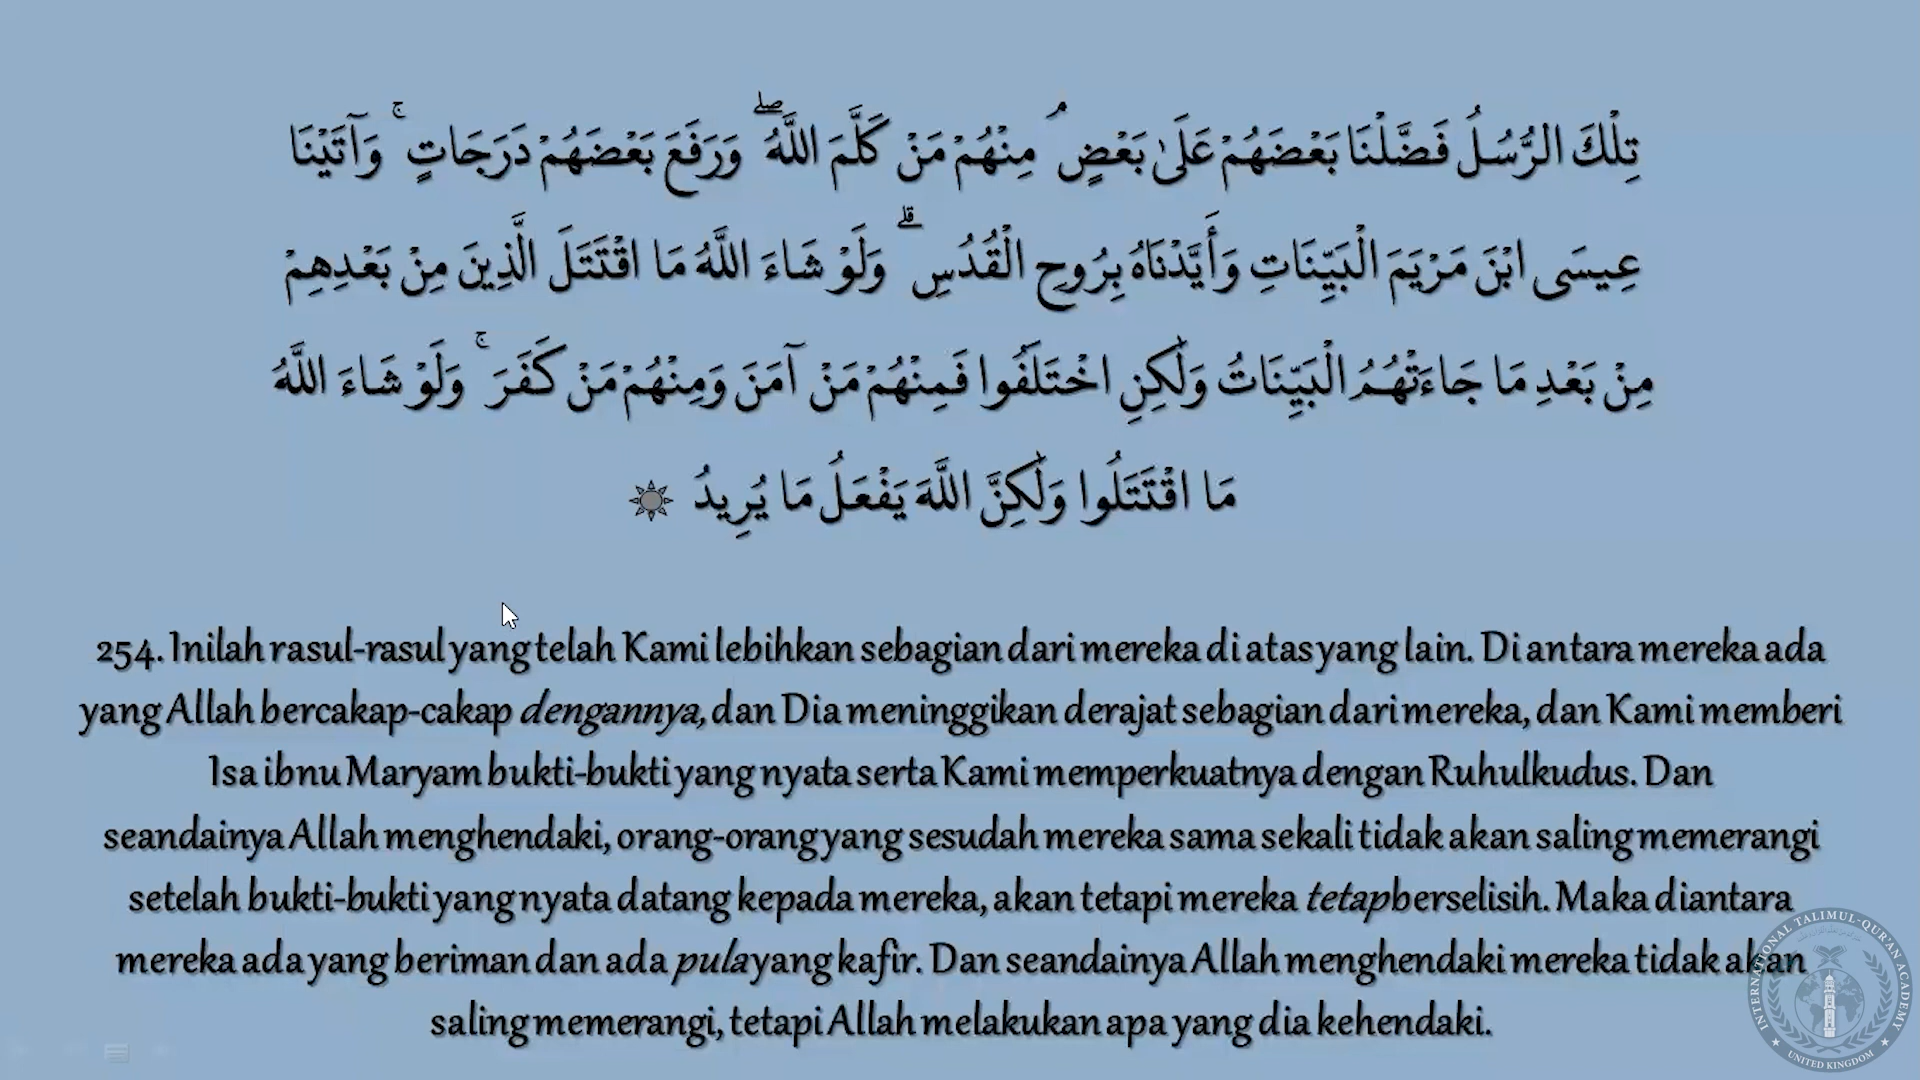 تِلْكَ الرُّسُلُ فَضَّلْنَا بَعْضَهُمْ عَلَىٰ بَعْضٍ ۘ مِنْهُمْ مَنْ كَلَّمَ اللَّهُ ۖ وَرَفَعَ بَعْضَهُمْ دَرَجَاتٍ ۚ وَآتَيْنَا
عِيسَى ابْنَ مَرْيَمَ الْبَيِّنَاتِ وَأَيَّدْنَاهُ بِرُوحِ الْقُدُسِ ۗ وَلَوْ شَاءَ اللَّهُ مَا اقْتَتَلَ الَّذِينَ مِنْ بَعْدِهِمْ
مِنْ بَعْدِ مَا جَاءَتْهُمُ الْبَيِّنَاتُ وَلَٰكِنِ اخْتَلَفُوا فَمِنْهُمْ مَنْ آمَنَ وَمِنْهُمْ مَنْ كَفَرَ ۚ وَلَوْ شَاءَ اللَّهُ
مَا اقْتَتَلُوا وَلَٰكِنَّ اللَّهَ يَفْعَلُ مَا يُرِيدُ
254. Inilah rasul-rasul yang telah Kami lebihkan sebagian dari mereka di atas yang lain. Di antara mereka ada
yang Allah bercakap-cakap dengannya, dan Dia meninggikan derajat sebagian dari mereka, dan Kami memberi
Isa ibnu Maryam bukti-bukti yang nyata serta Kami memperkuatnya dengan Ruhulkudus. Dan
seandainya Allah menghendaki, orang-orang yang sesudah mereka sama sekali tidak akan saling memerangi
setelah bukti-bukti yang nyata datang kepada mereka, akan tetapi mereka tetap berselisih. Maka diantara
mereka ada yang beriman dan ada pula yang kafir. Dan seandainya Allah menghendaki mereka tidak akan
saling memerangi, tetapi Allah melakukan apa yang dia kehendaki.
INTERNATIONAL TALIMUL-QUR'AN ACADEMY
UNITED KINGDOM